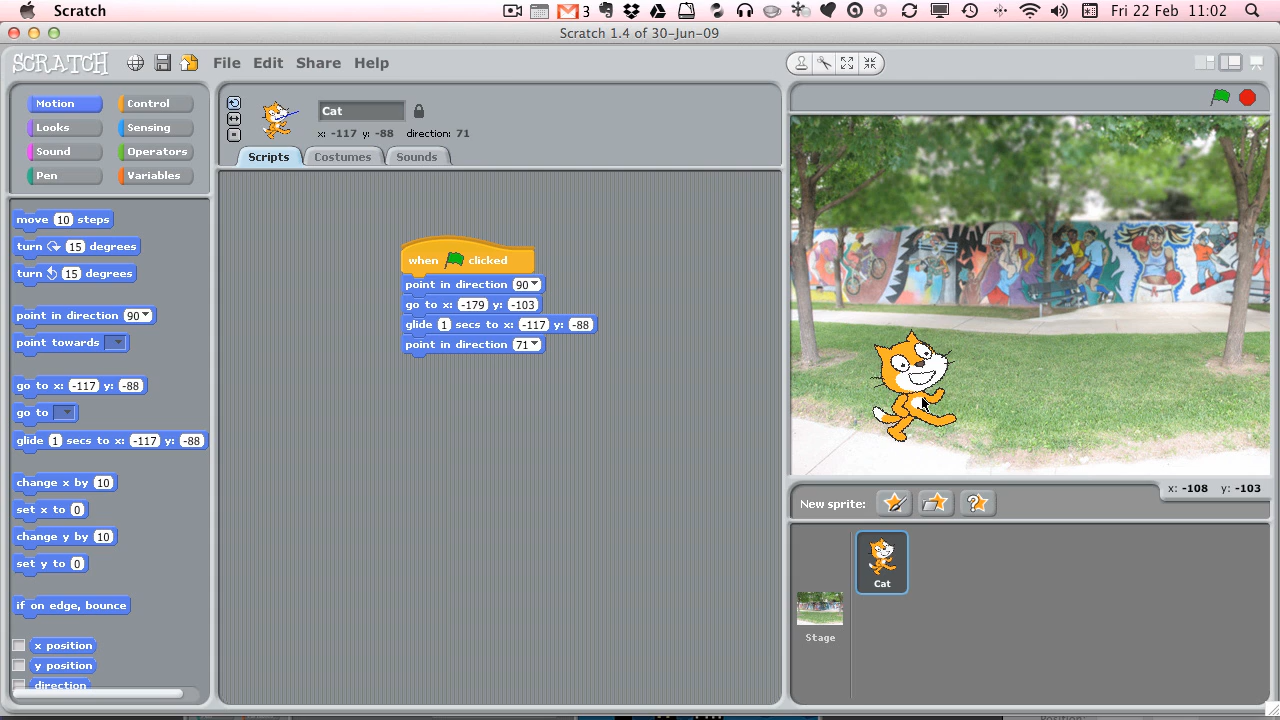 Scratch
3
Fri 22 Feb 11:02
Scratch 1.4 of 30-Jun-09
SCRATCH
File Edit Share Help
Motion
Control
Looks
Sensing
Sound
Operators
Pen
Variables
Cat
x: -117 y: -88 direction: 71
Scripts
Costumes
Sounds
move 10 steps
turn 15 degrees
turn 15 degrees
point in direction 90
point towards
go to x: -117 y: -88
go to
glide 1 secs to x: -117 y: -88
change x by 10
set x to 0
change y by 10
set y to 0
if on edge, bounce
x position
y position
direction
when clicked
point in direction 90
go to x: -179 y: -103
glide 1 secs to x: -117 y: -88
point in direction 71
x: -108 y: -103
New sprite:
Cat
Stage